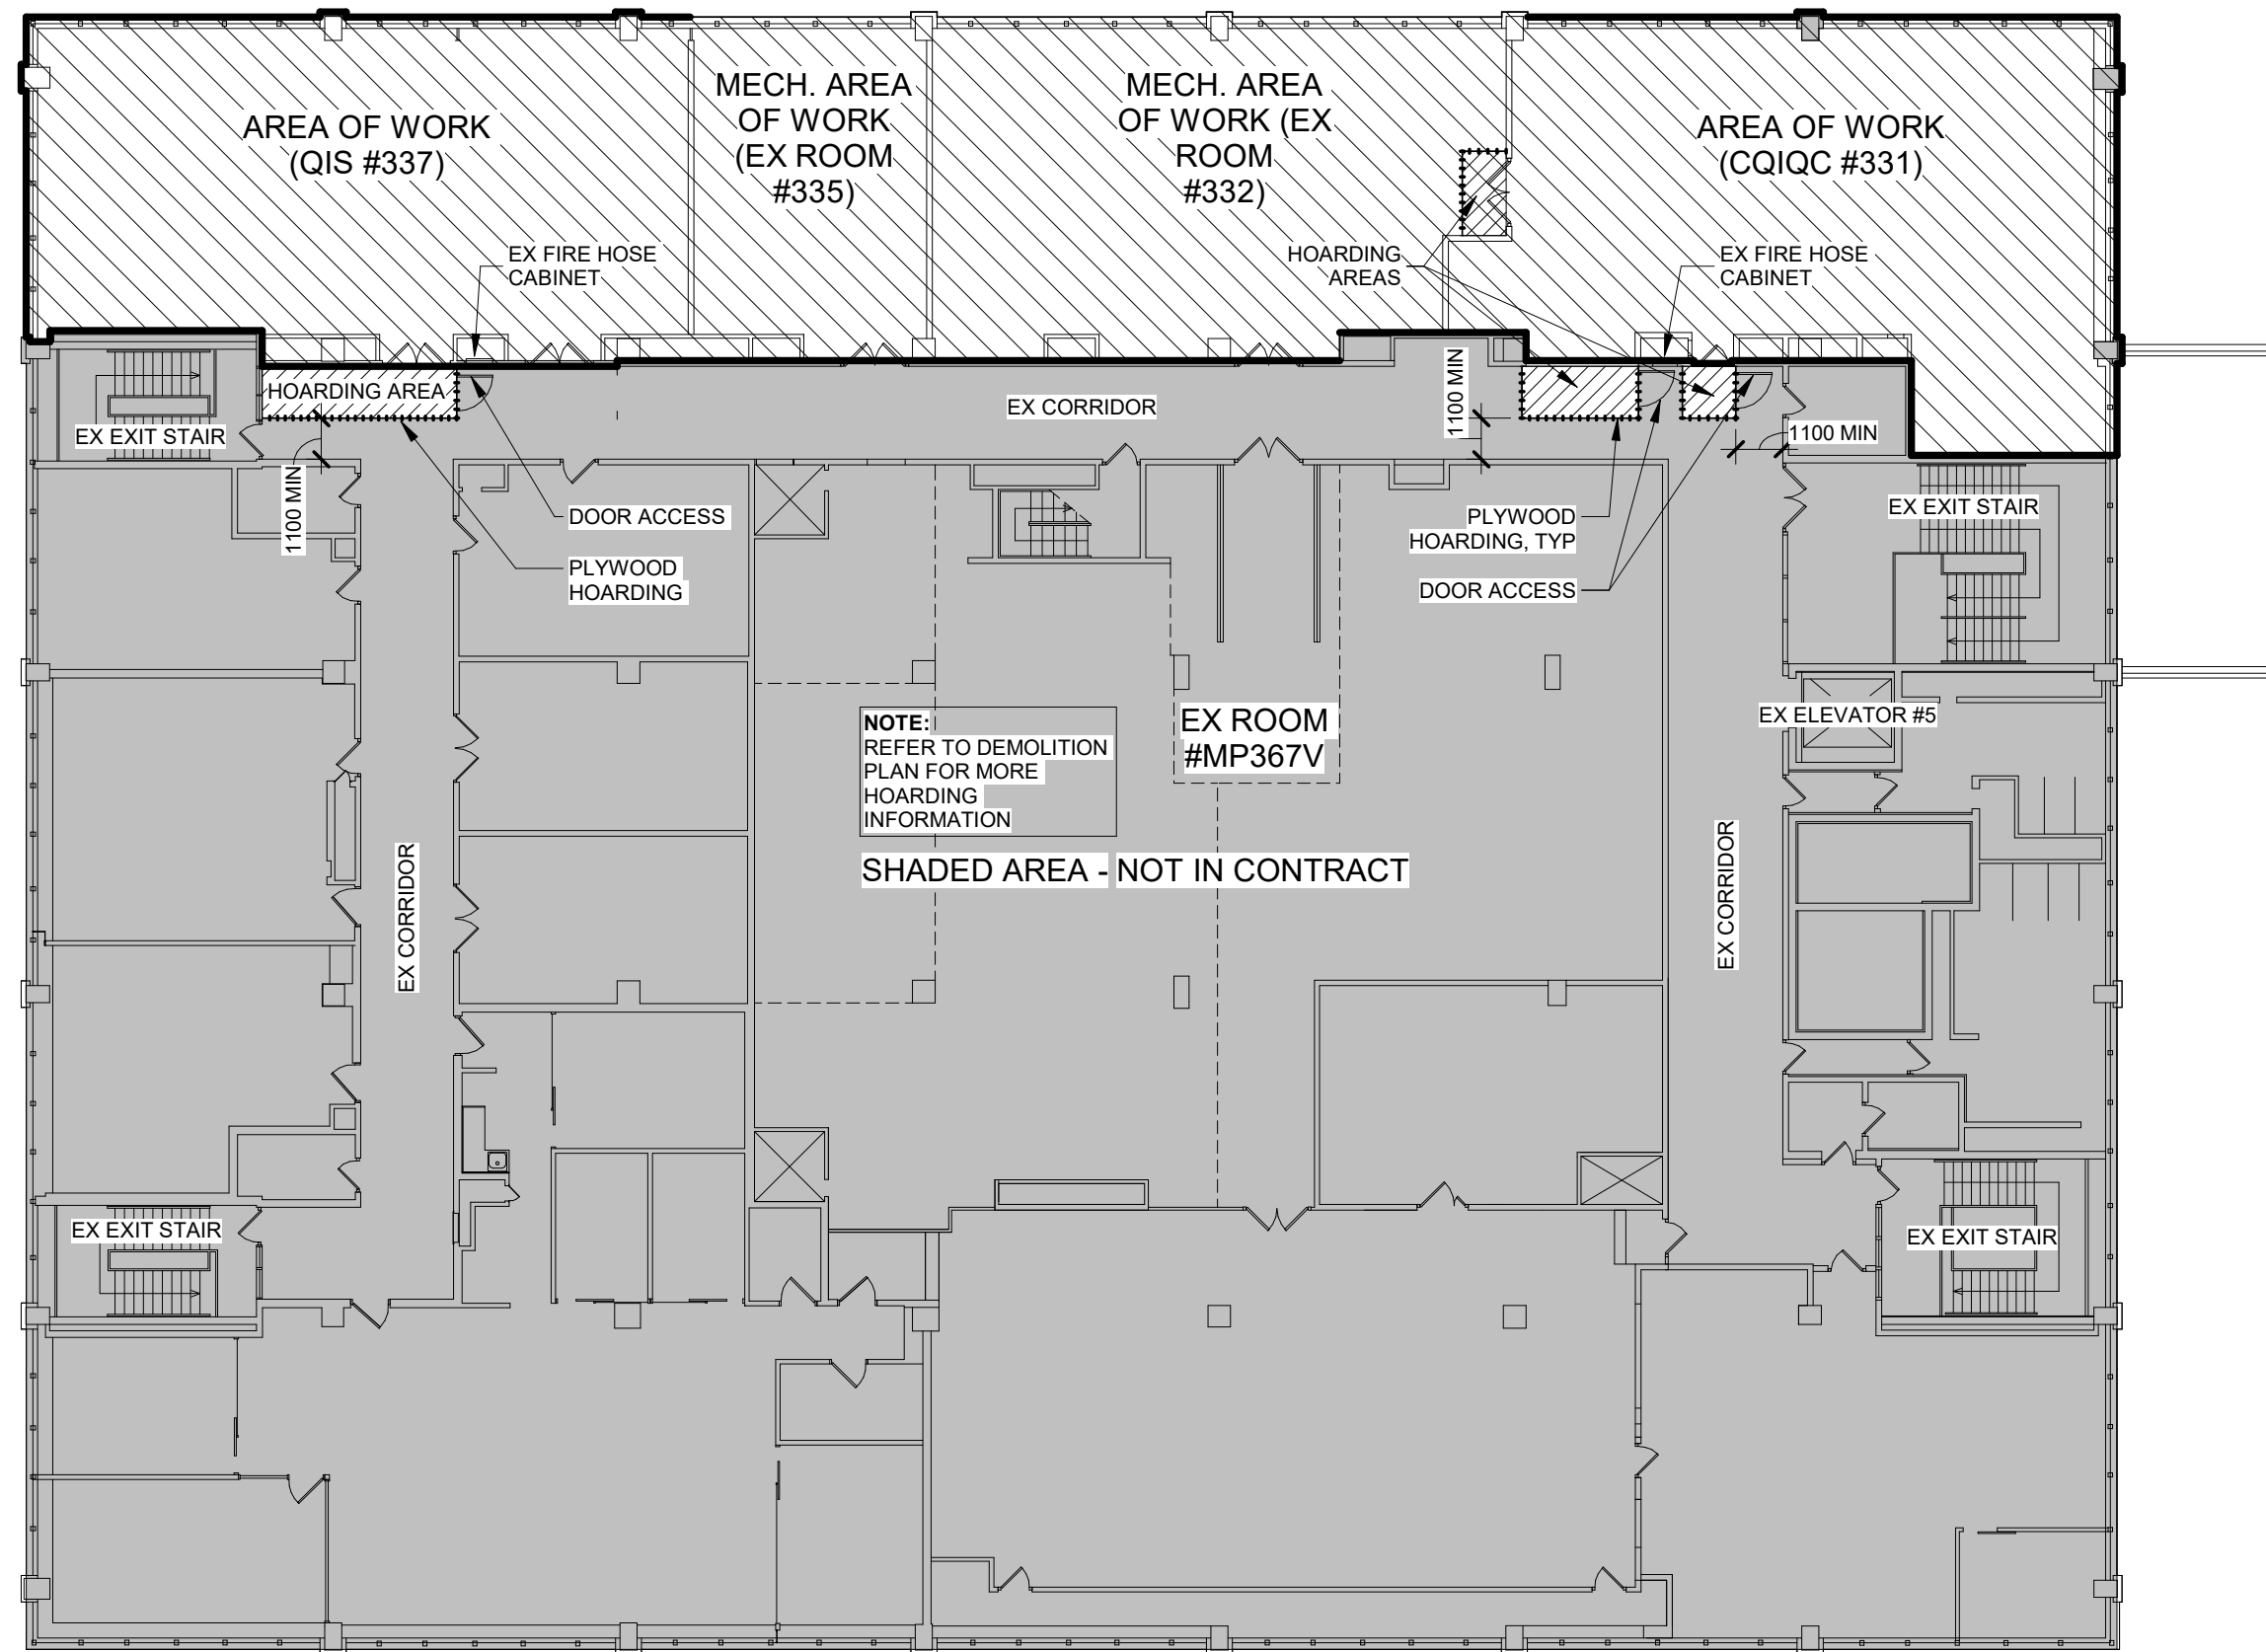 AREA OF WORK
(QIS #337)
MECH. AREA
OF WORK
(EX ROOM
#335)
MECH. AREA
OF WORK (EX
ROOM
#332)
AREA OF WORK
(CQIQC #331)
EX FIRE HOSE
CABINET
HOARDING
AREAS
EX FIRE HOSE
CABINET
HOARDING AREA
EX CORRIDOR
1100 MIN
1100 MIN
EX EXIT STAIR
1100 MIN
DOOR ACCESS
PLYWOOD
HOARDING
PLYWOOD
HOARDING, TYP
DOOR ACCESS
EX EXIT STAIR
NOTE:
REFER TO DEMOLITION
PLAN FOR MORE
HOARDING
INFORMATION
EX ROOM
#MP367V
EX ELEVATOR #5
SHADED AREA - NOT IN CONTRACT
EX CORRIDOR
EX CORRIDOR
EX EXIT STAIR
EX EXIT STAIR